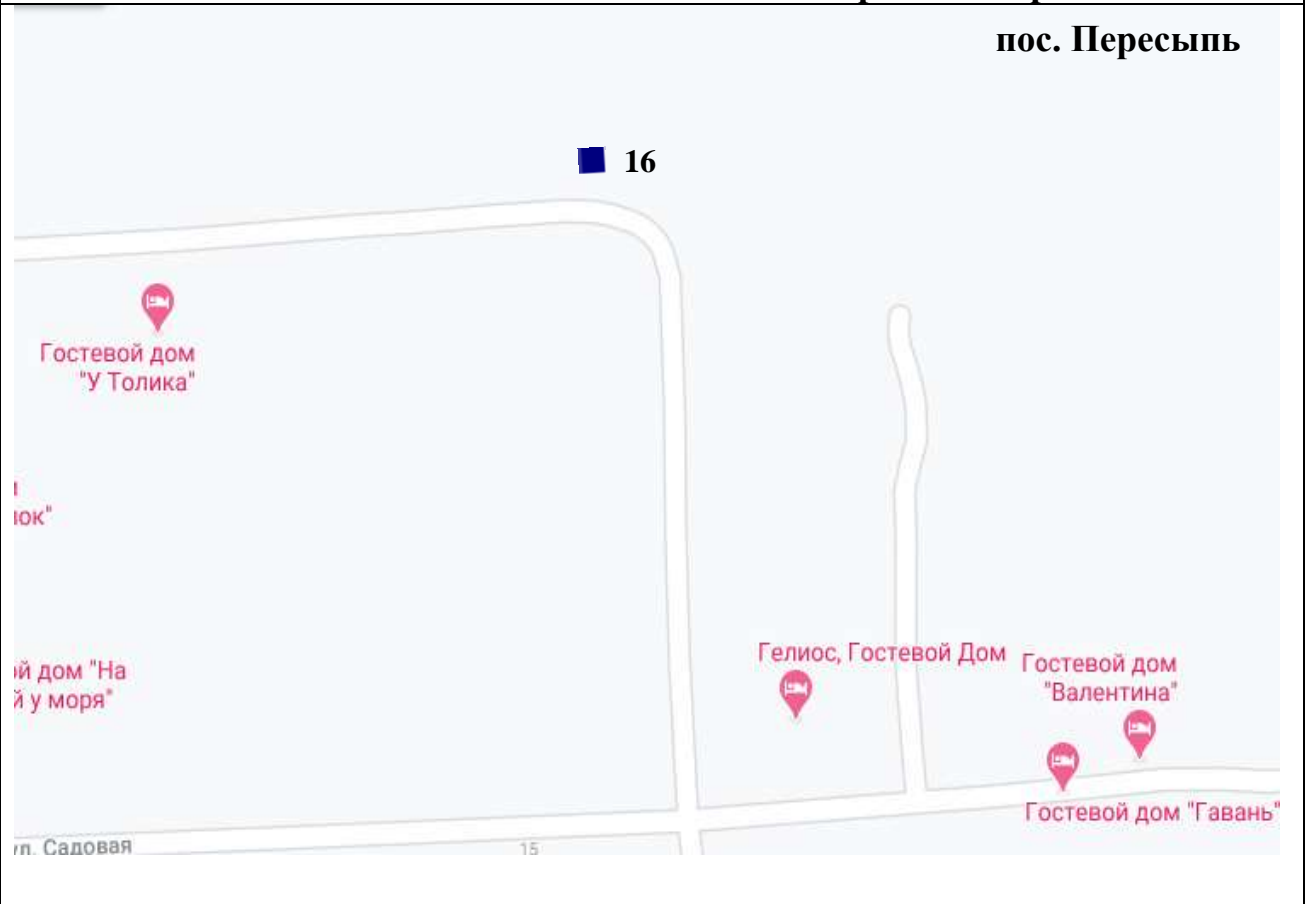 пос. Пересыпь
16
Гостевой дом
"У Толика"
лок"
й дом "На
й у моря"
Гелиос, Гостевой Дом
Гостевой дом
"Валентина"
Гостевой дом "Гавань"
ул. Садовая
15